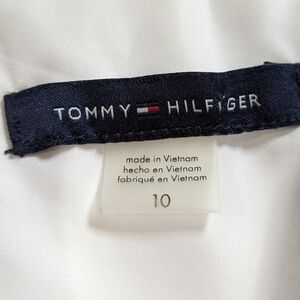 TOMMY HILFIGER
made in Vietnam
hecho en Vietnam
fabriqué en Vietnam
10